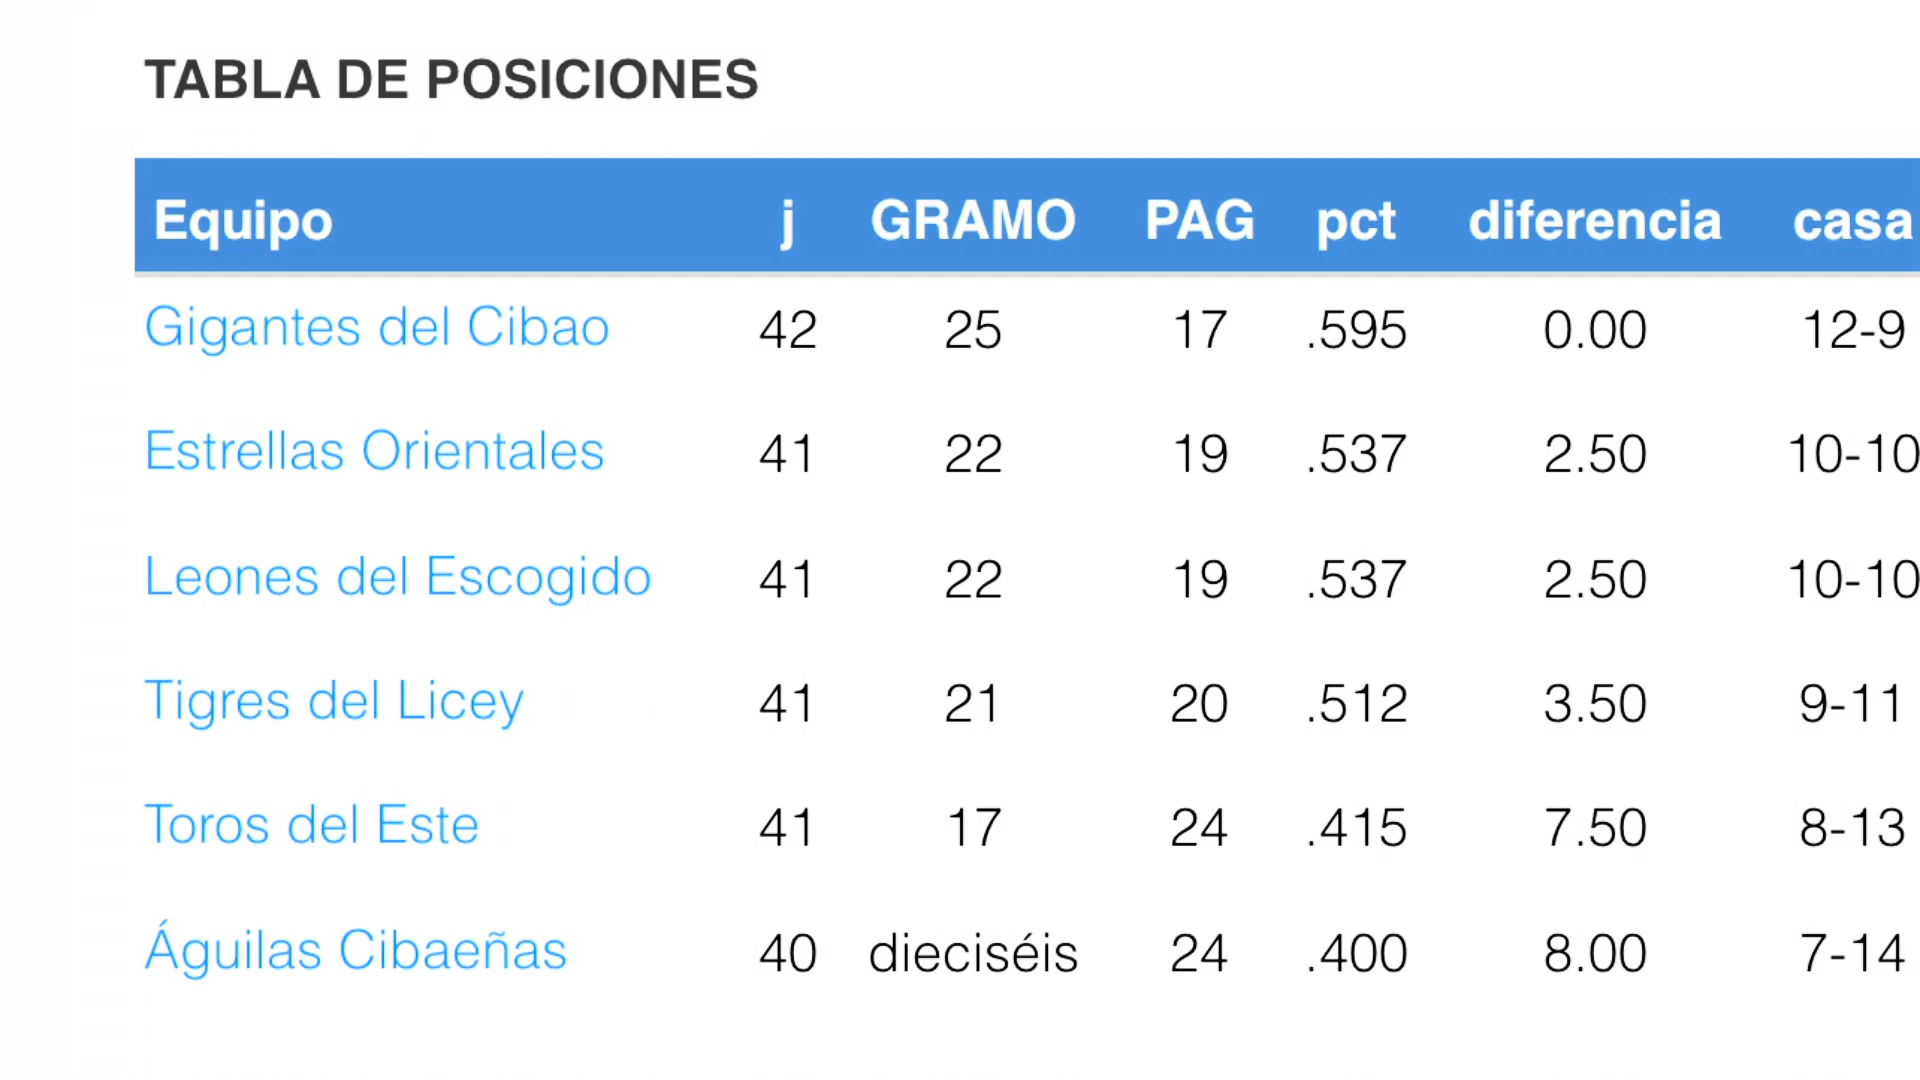 TABLA DE POSICIONES
Equipo j GRAMO PAG pct diferencia casa
Gigantes del Cibao 42 25 17 .595 0.00 12-9
Estrellas Orientales 41 22 19 .537 2.50 10-10
Leones del Escogido 41 22 19 .537 2.50 10-10
Tigres del Licey 41 21 20 .512 3.50 9-11
Toros del Este 41 17 24 .415 7.50 8-13
Águilas Cibaeñas 40 dieciséis 24 .400 8.00 7-14